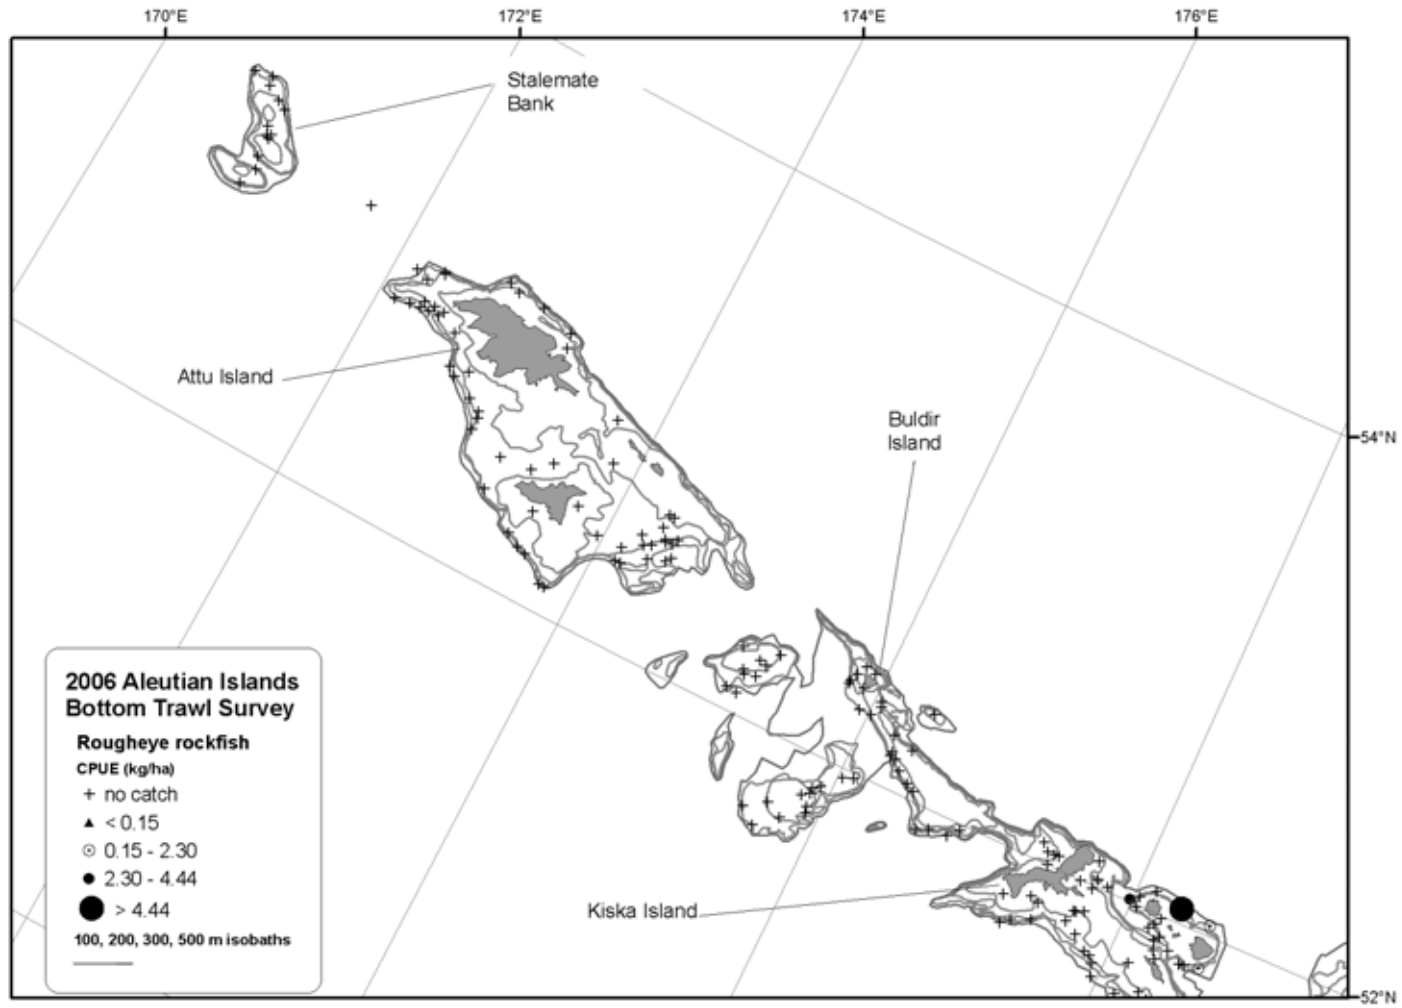 170°E
172°E
174°E
176°E
Stalemate
Bank
Attu Island
Buldir
Island
54°N
2006 Aleutian Islands
Bottom Trawl Survey
Rougheye rockfish
CPUE (kg/ha)
+ no catch
▲ < 0.15
⊙ 0.15 - 2.30
● 2.30 - 4.44
● > 4.44
100, 200, 300, 500 m isobaths
Kiska Island
52°N